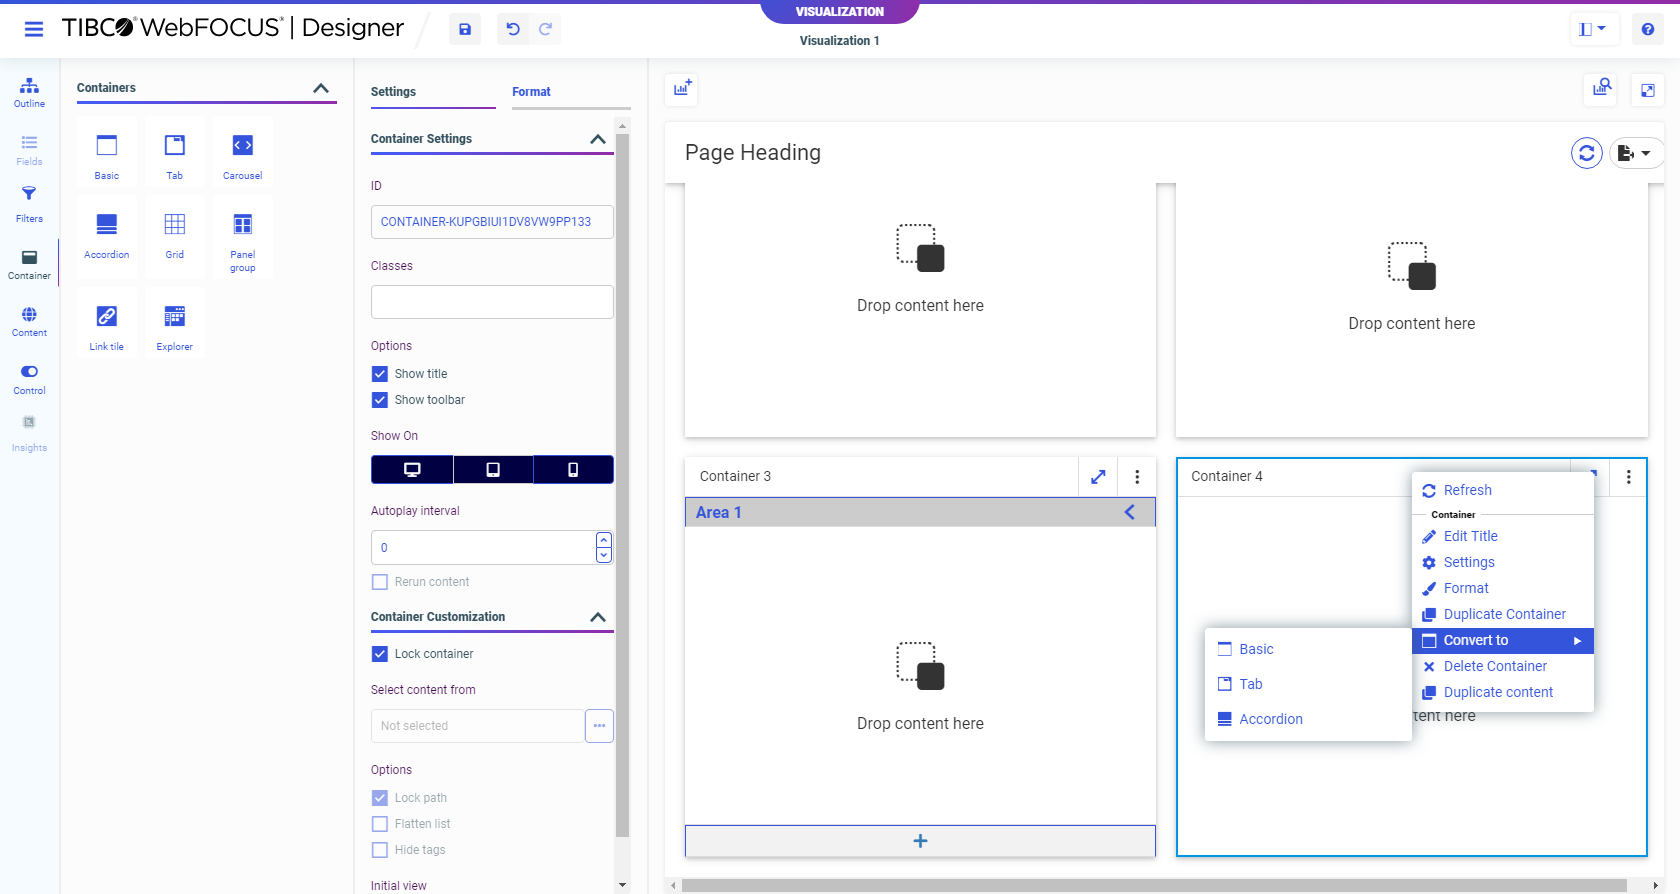 VISUALIZATION
TIBCO® WebFOCUS® | Designer
Visualization 1
Outline
Fields
Filters
Container
Content
Control
Insights
Containers
Basic
Tab
Carousel
Accordion
Grid
Panel
group
Link tile
Explorer
Settings
Format
Container Settings
ID
CONTAINER-KUPGBIUI1DV8VW9PP133
Classes
Options
Show title
Show toolbar
Show On
Autoplay interval
0
Rerun content
Container Customization
Lock container
Select content from
Not selected
Options
Lock path
Flatten list
Hide tags
Initial view
Page Heading
Drop content here
Drop content here
Container 3
Area 1
Drop content here
Container 4
Refresh
Container
Edit Title
Settings
Format
Duplicate Container
Convert to
Delete Container
Duplicate content
Basic
Tab
Accordion
tent here